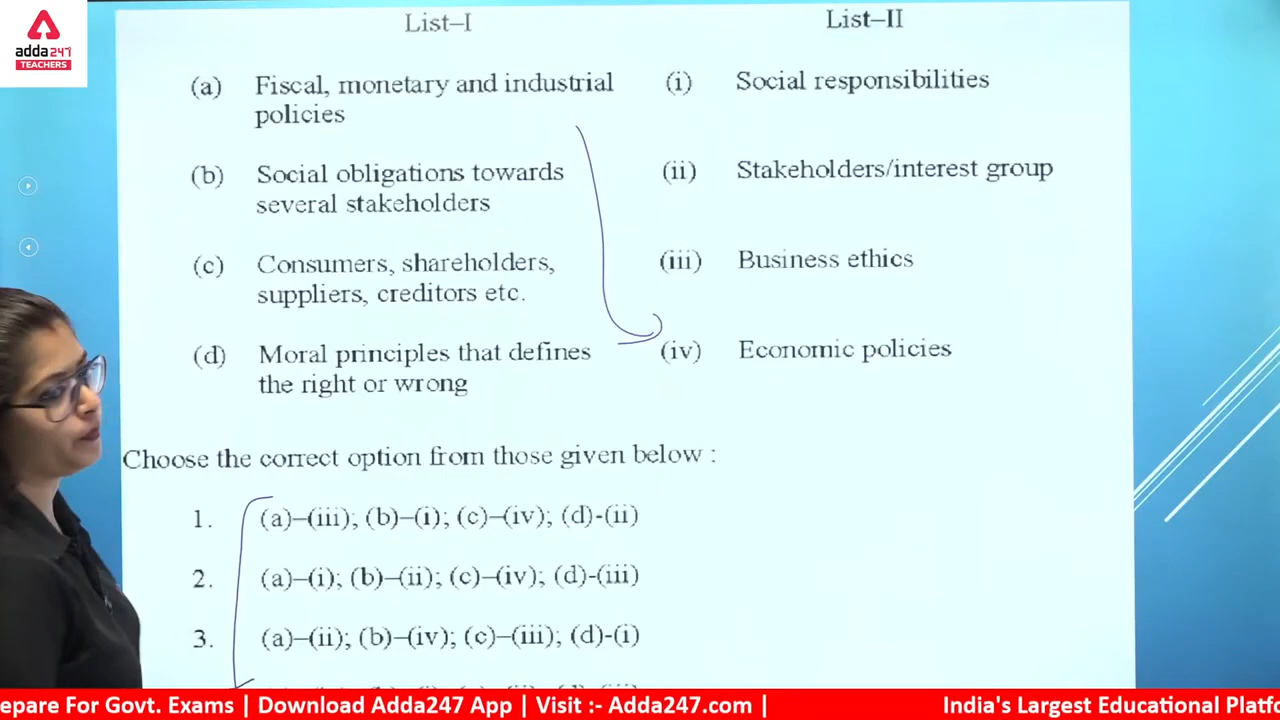 adda247
TEACHERS
List–I
List–II
(a) Fiscal, monetary and industrial policies
(i) Social responsibilities
(b) Social obligations towards several stakeholders
(ii) Stakeholders/interest group
(c) Consumers, shareholders, suppliers, creditors etc.
(iii) Business ethics
(d) Moral principles that defines the right or wrong
(iv) Economic policies
Choose the correct option from those given below :
1. (a)–(iii); (b)–(i); (c)–(iv); (d)-(ii)
2. (a)–(i); (b)–(ii); (c)–(iv); (d)-(iii)
3. (a)–(ii); (b)–(iv); (c)–(iii); (d)-(i)
epare For Govt. Exams | Download Adda247 App | Visit :- Adda247.com | India's Largest Educational Platfo